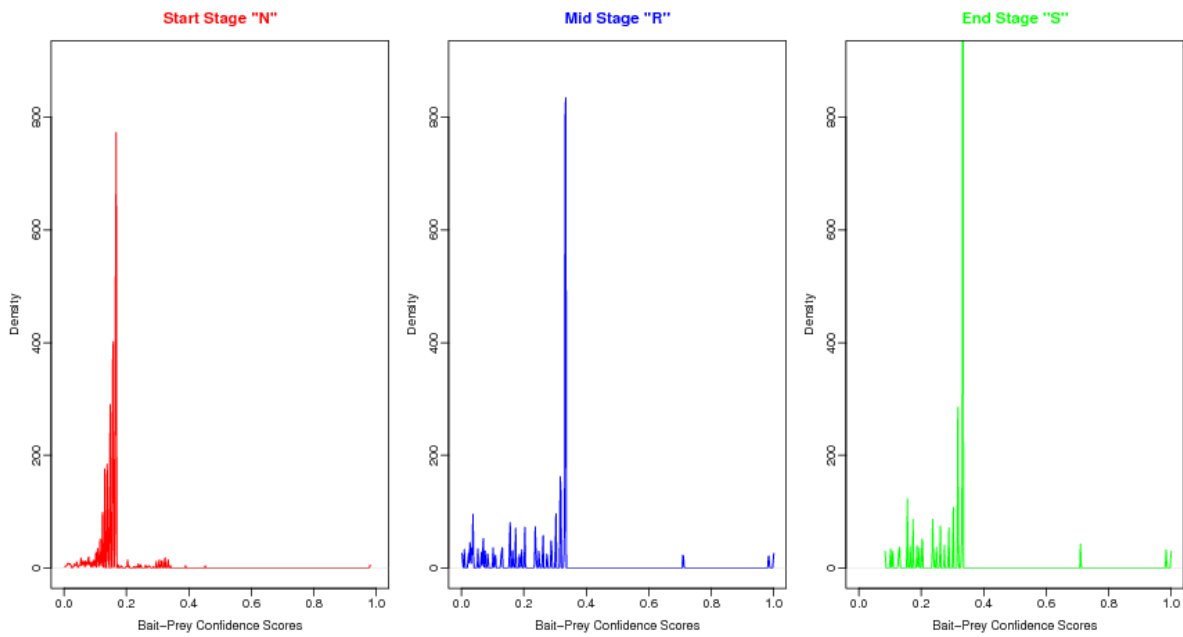 Start Stage "N"
Mid Stage "R"
End Stage "S"
Density
0
200
400
600
800
0.0 0.2 0.4 0.6 0.8 1.0
Bait−Prey Confidence Scores
Density
0
200
400
600
800
0.0 0.2 0.4 0.6 0.8 1.0
Bait−Prey Confidence Scores
Density
0
200
400
600
800
0.0 0.2 0.4 0.6 0.8 1.0
Bait−Prey Confidence Scores